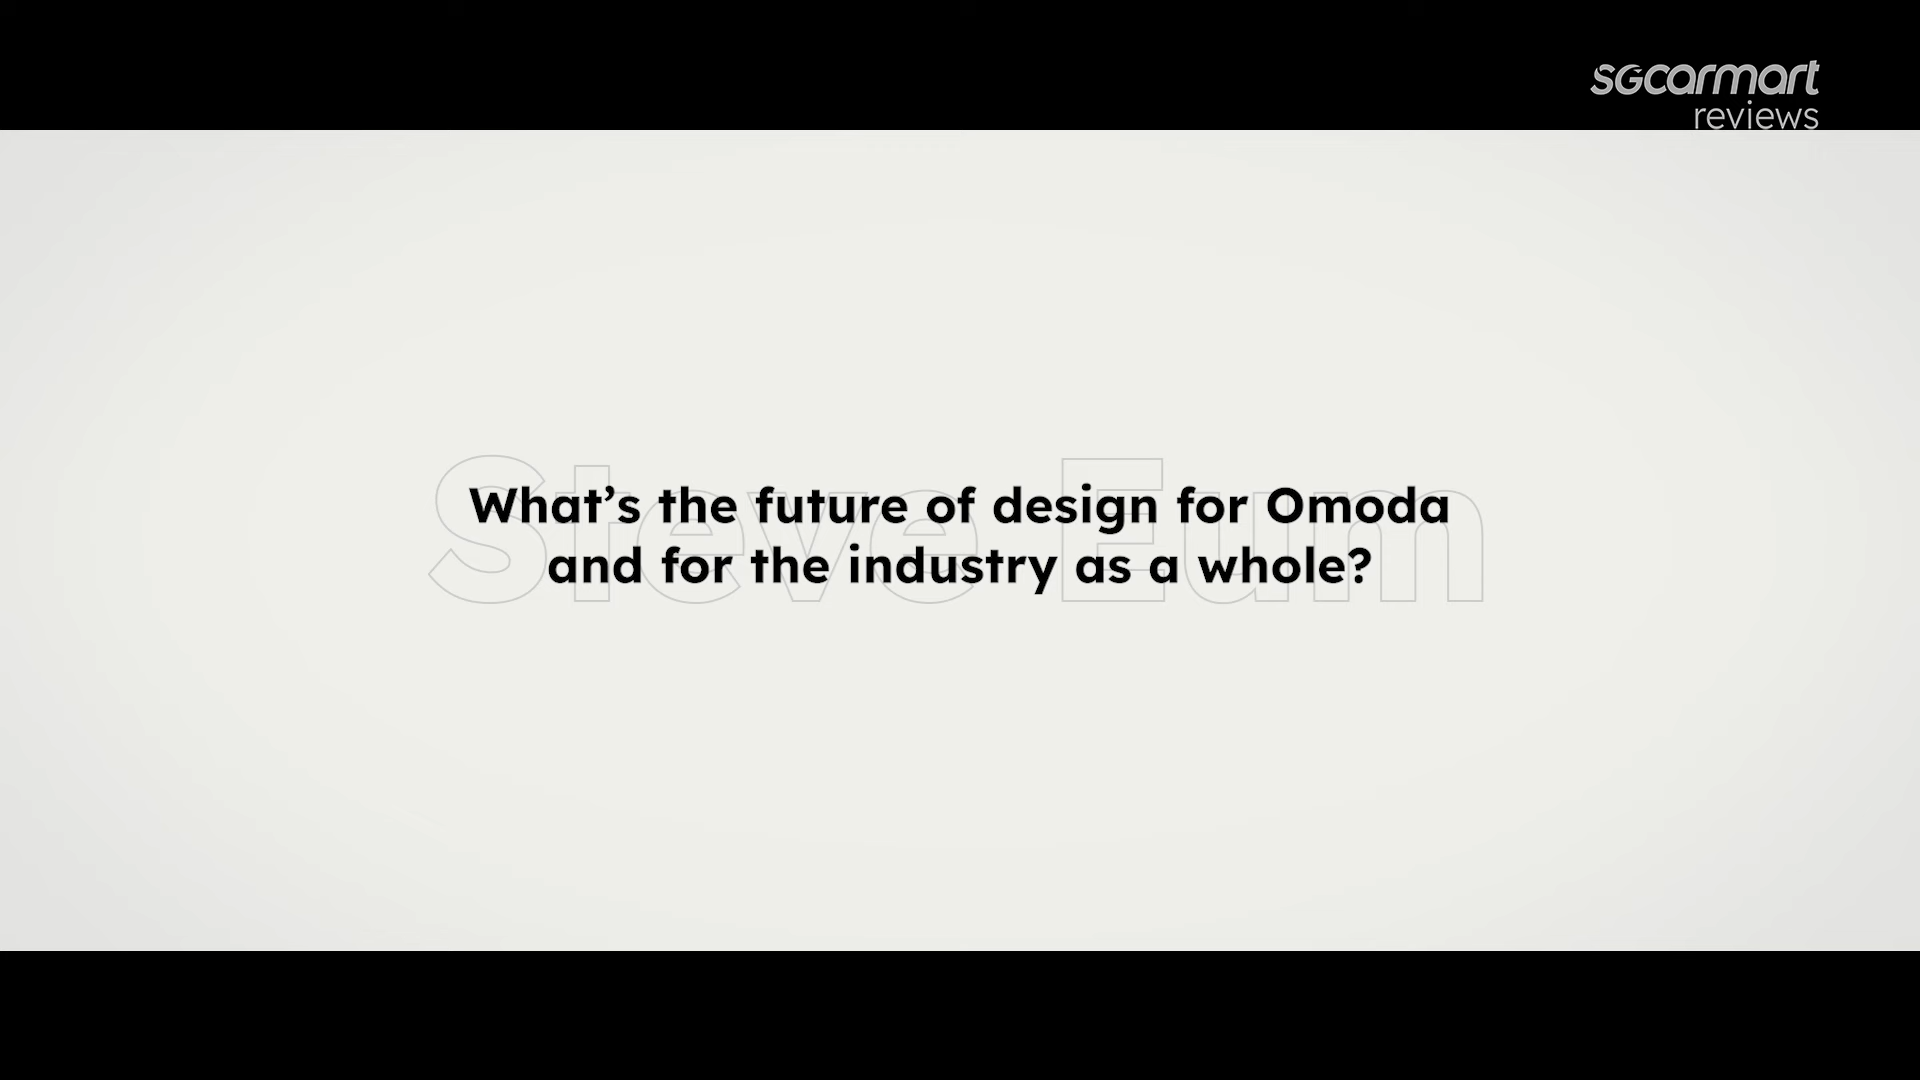 sgcarmart
reviews
Steve Eum
What’s the future of design for Omoda
and for the industry as a whole?